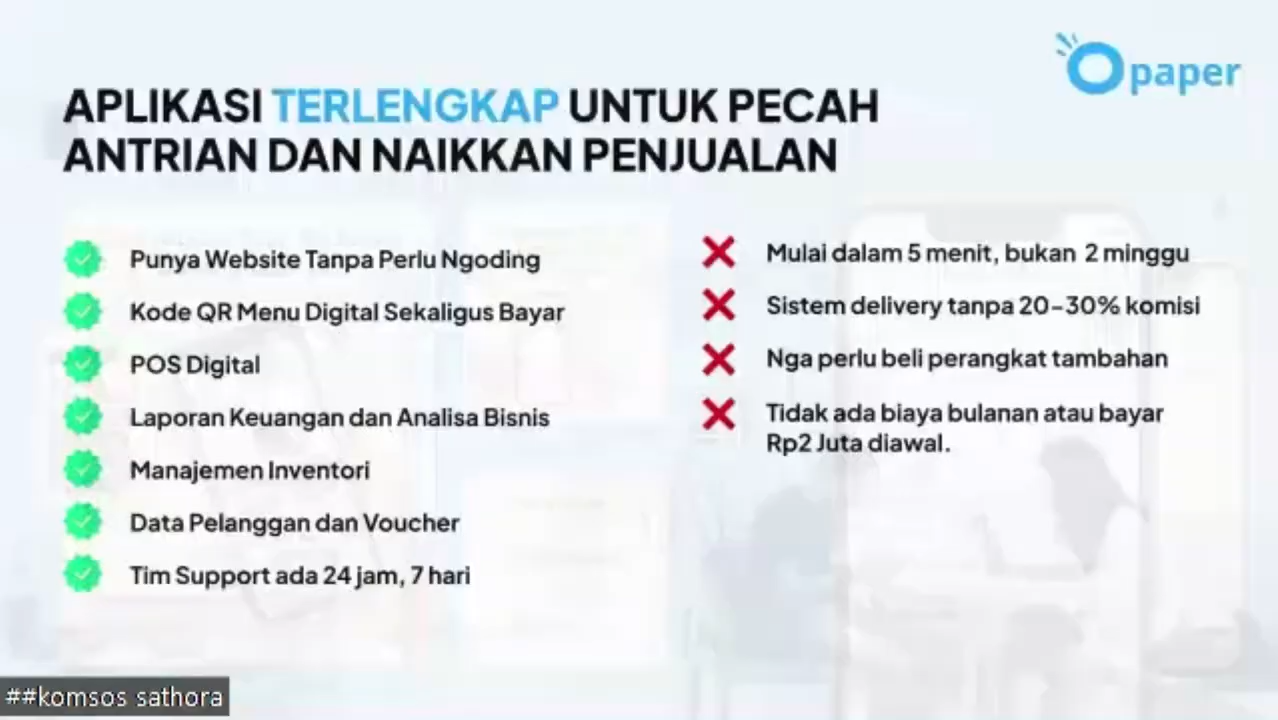 Opaper
APLIKASI TERLENGKAP UNTUK PECAH
ANTRIAN DAN NAIKKAN PENJUALAN
Punya Website Tanpa Perlu Ngoding
Kode QR Menu Digital Sekaligus Bayar
POS Digital
Laporan Keuangan dan Analisa Bisnis
Manajemen Inventori
Data Pelanggan dan Voucher
Tim Support ada 24 jam, 7 hari
Mulai dalam 5 menit, bukan 2 minggu
Sistem delivery tanpa 20-30% komisi
Nga perlu beli perangkat tambahan
Tidak ada biaya bulanan atau bayar
Rp2 Juta diawal.
##komsos sathora